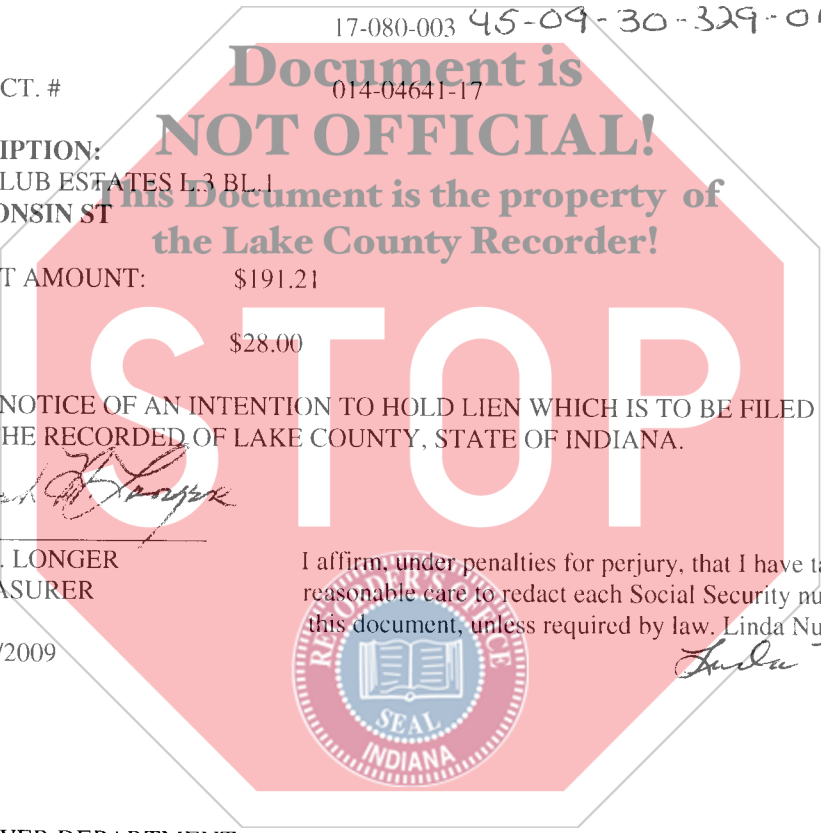 17-080-003 45-09-30-329-0
Document is
CT. # 014-04641-17
NOT OFFICIAL!
IPTION:
LUB ESTATES L.3 BL.1
This Document is the property of
ONSIN ST
the Lake County Recorder!
T AMOUNT: $191.21
$28.00
STOP
NOTICE OF AN INTENTION TO HOLD LIEN WHICH IS TO BE FILED
HE RECORDED OF LAKE COUNTY, STATE OF INDIANA.
. LONGER
ASURER
I affirm, under penalties for perjury, that I have ta
reasonable care to redact each Social Security nu
this document, unless required by law. Linda Nu
/2009
Linda
RECORDER'S OFFICE
SEAL
INDIANA
VER DEPARTMENT